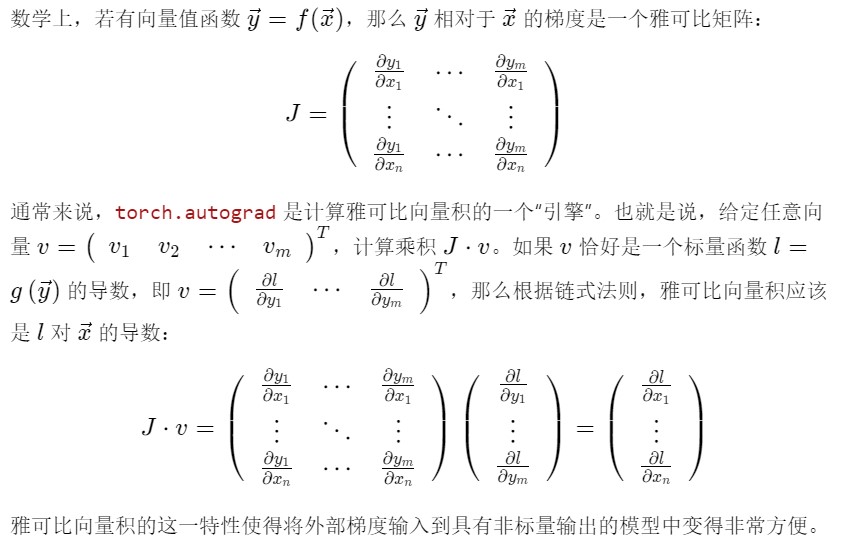 数学上，若有向量值函数 $\vec{y} = f(\vec{x})$，那么 $\vec{y}$ 相对于 $\vec{x}$ 的梯度是一个雅可比矩阵：
$J = \begin{pmatrix} \frac{\partial y_1}{\partial x_1} & \cdots & \frac{\partial y_m}{\partial x_1} \\ \vdots & \ddots & \vdots \\ \frac{\partial y_1}{\partial x_n} & \cdots & \frac{\partial y_m}{\partial x_n} \end{pmatrix}$
通常来说，torch.autograd 是计算雅可比向量积的一个“引擎”。也就是说，给定任意向
量 $v = \begin{pmatrix} v_1 & v_2 & \cdots & v_m \end{pmatrix}^T$，计算乘积 $J \cdot v$。如果 $v$ 恰好是一个标量函数 $l =$
$g(\vec{y})$ 的导数，即 $v = \begin{pmatrix} \frac{\partial l}{\partial y_1} & \cdots & \frac{\partial l}{\partial y_m} \end{pmatrix}^T$，那么根据链式法则，雅可比向量积应该
是 $l$ 对 $\vec{x}$ 的导数：
$J \cdot v = \begin{pmatrix} \frac{\partial y_1}{\partial x_1} & \cdots & \frac{\partial y_m}{\partial x_1} \\ \vdots & \ddots & \vdots \\ \frac{\partial y_1}{\partial x_n} & \cdots & \frac{\partial y_m}{\partial x_n} \end{pmatrix} \begin{pmatrix} \frac{\partial l}{\partial y_1} \\ \vdots \\ \frac{\partial l}{\partial y_m} \end{pmatrix} = \begin{pmatrix} \frac{\partial l}{\partial x_1} \\ \vdots \\ \frac{\partial l}{\partial x_n} \end{pmatrix}$
雅可比向量积的这一特性使得将外部梯度输入到具有非标量输出的模型中变得非常方便。